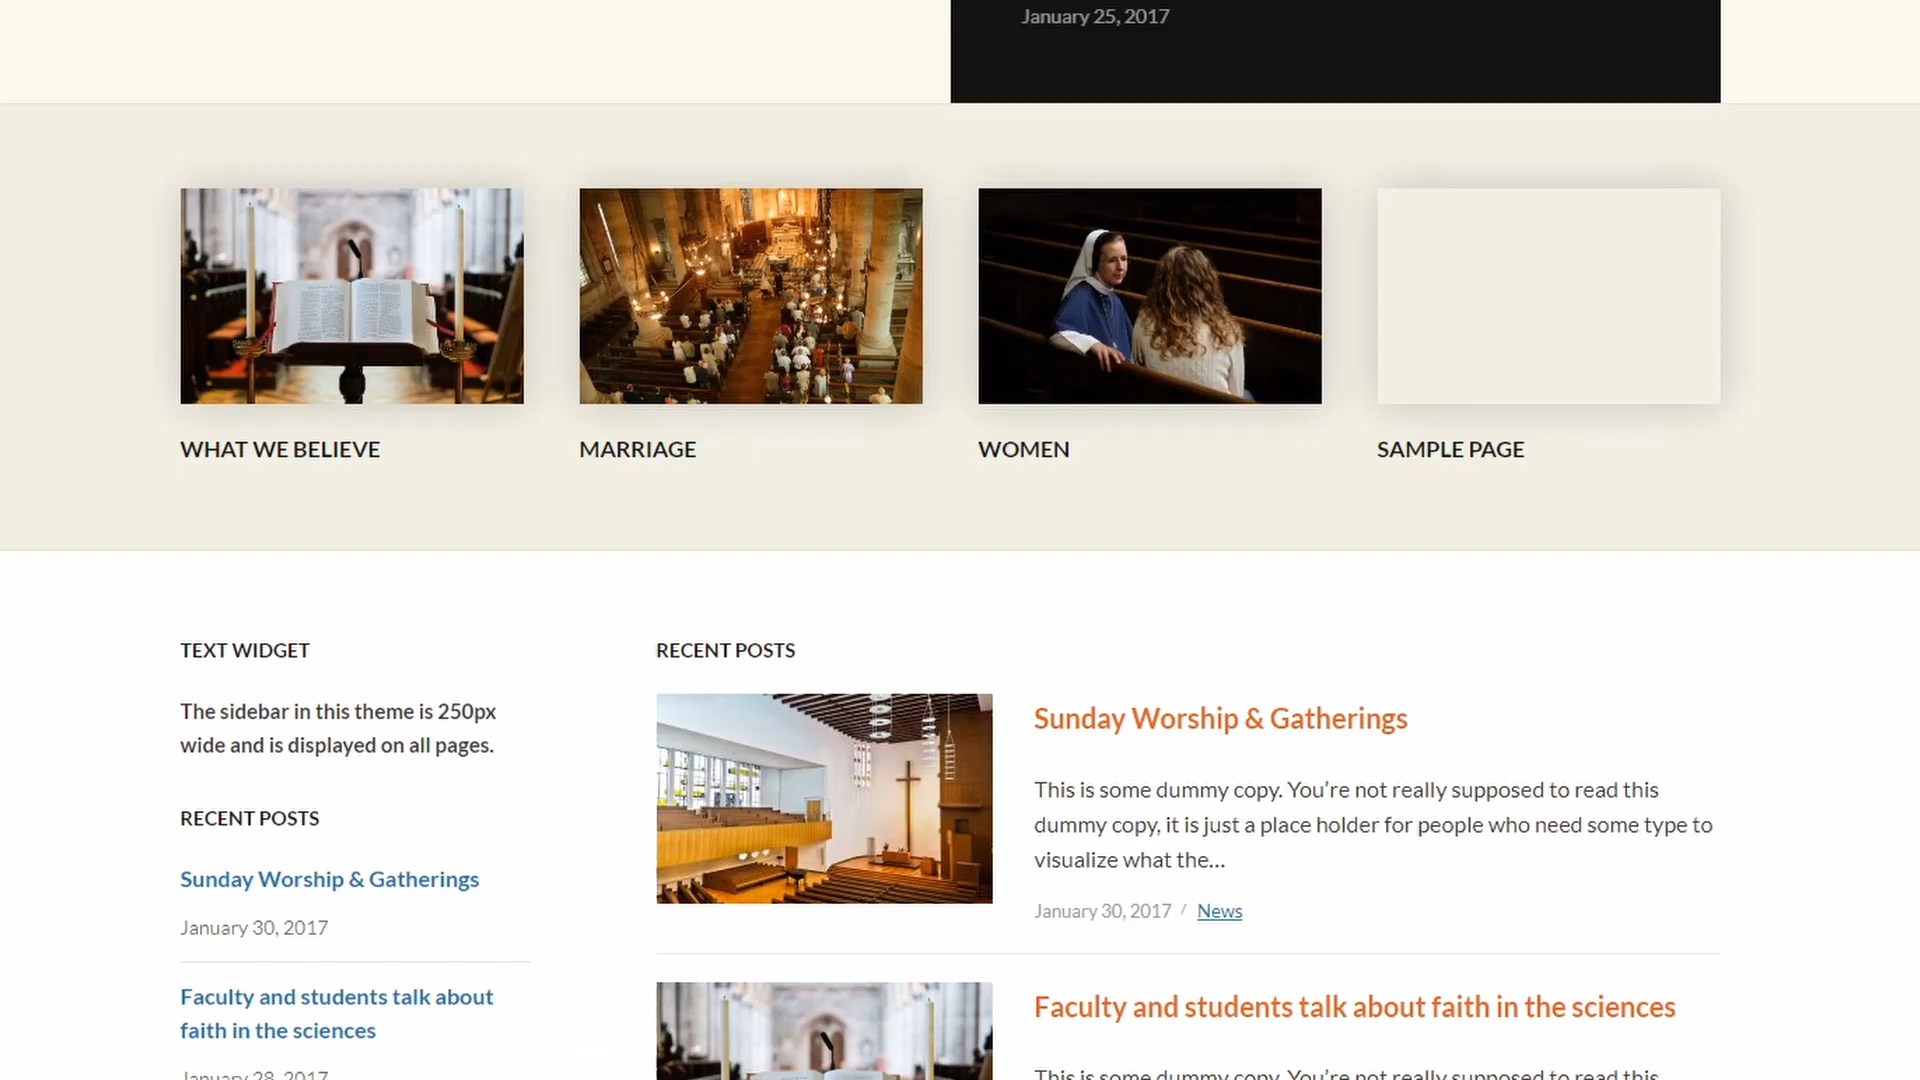 January 25, 2017
WHAT WE BELIEVE
MARRIAGE
WOMEN
SAMPLE PAGE
TEXT WIDGET
The sidebar in this theme is 250px
wide and is displayed on all pages.
RECENT POSTS
Sunday Worship & Gatherings
January 30, 2017
Faculty and students talk about
faith in the sciences
January 28, 2017
RECENT POSTS
Sunday Worship & Gatherings
This is some dummy copy. You’re not really supposed to read this
dummy copy, it is just a place holder for people who need some type to
visualize what the…
January 30, 2017 / News
Faculty and students talk about faith in the sciences
This is some dummy copy. You’re not really supposed to read this